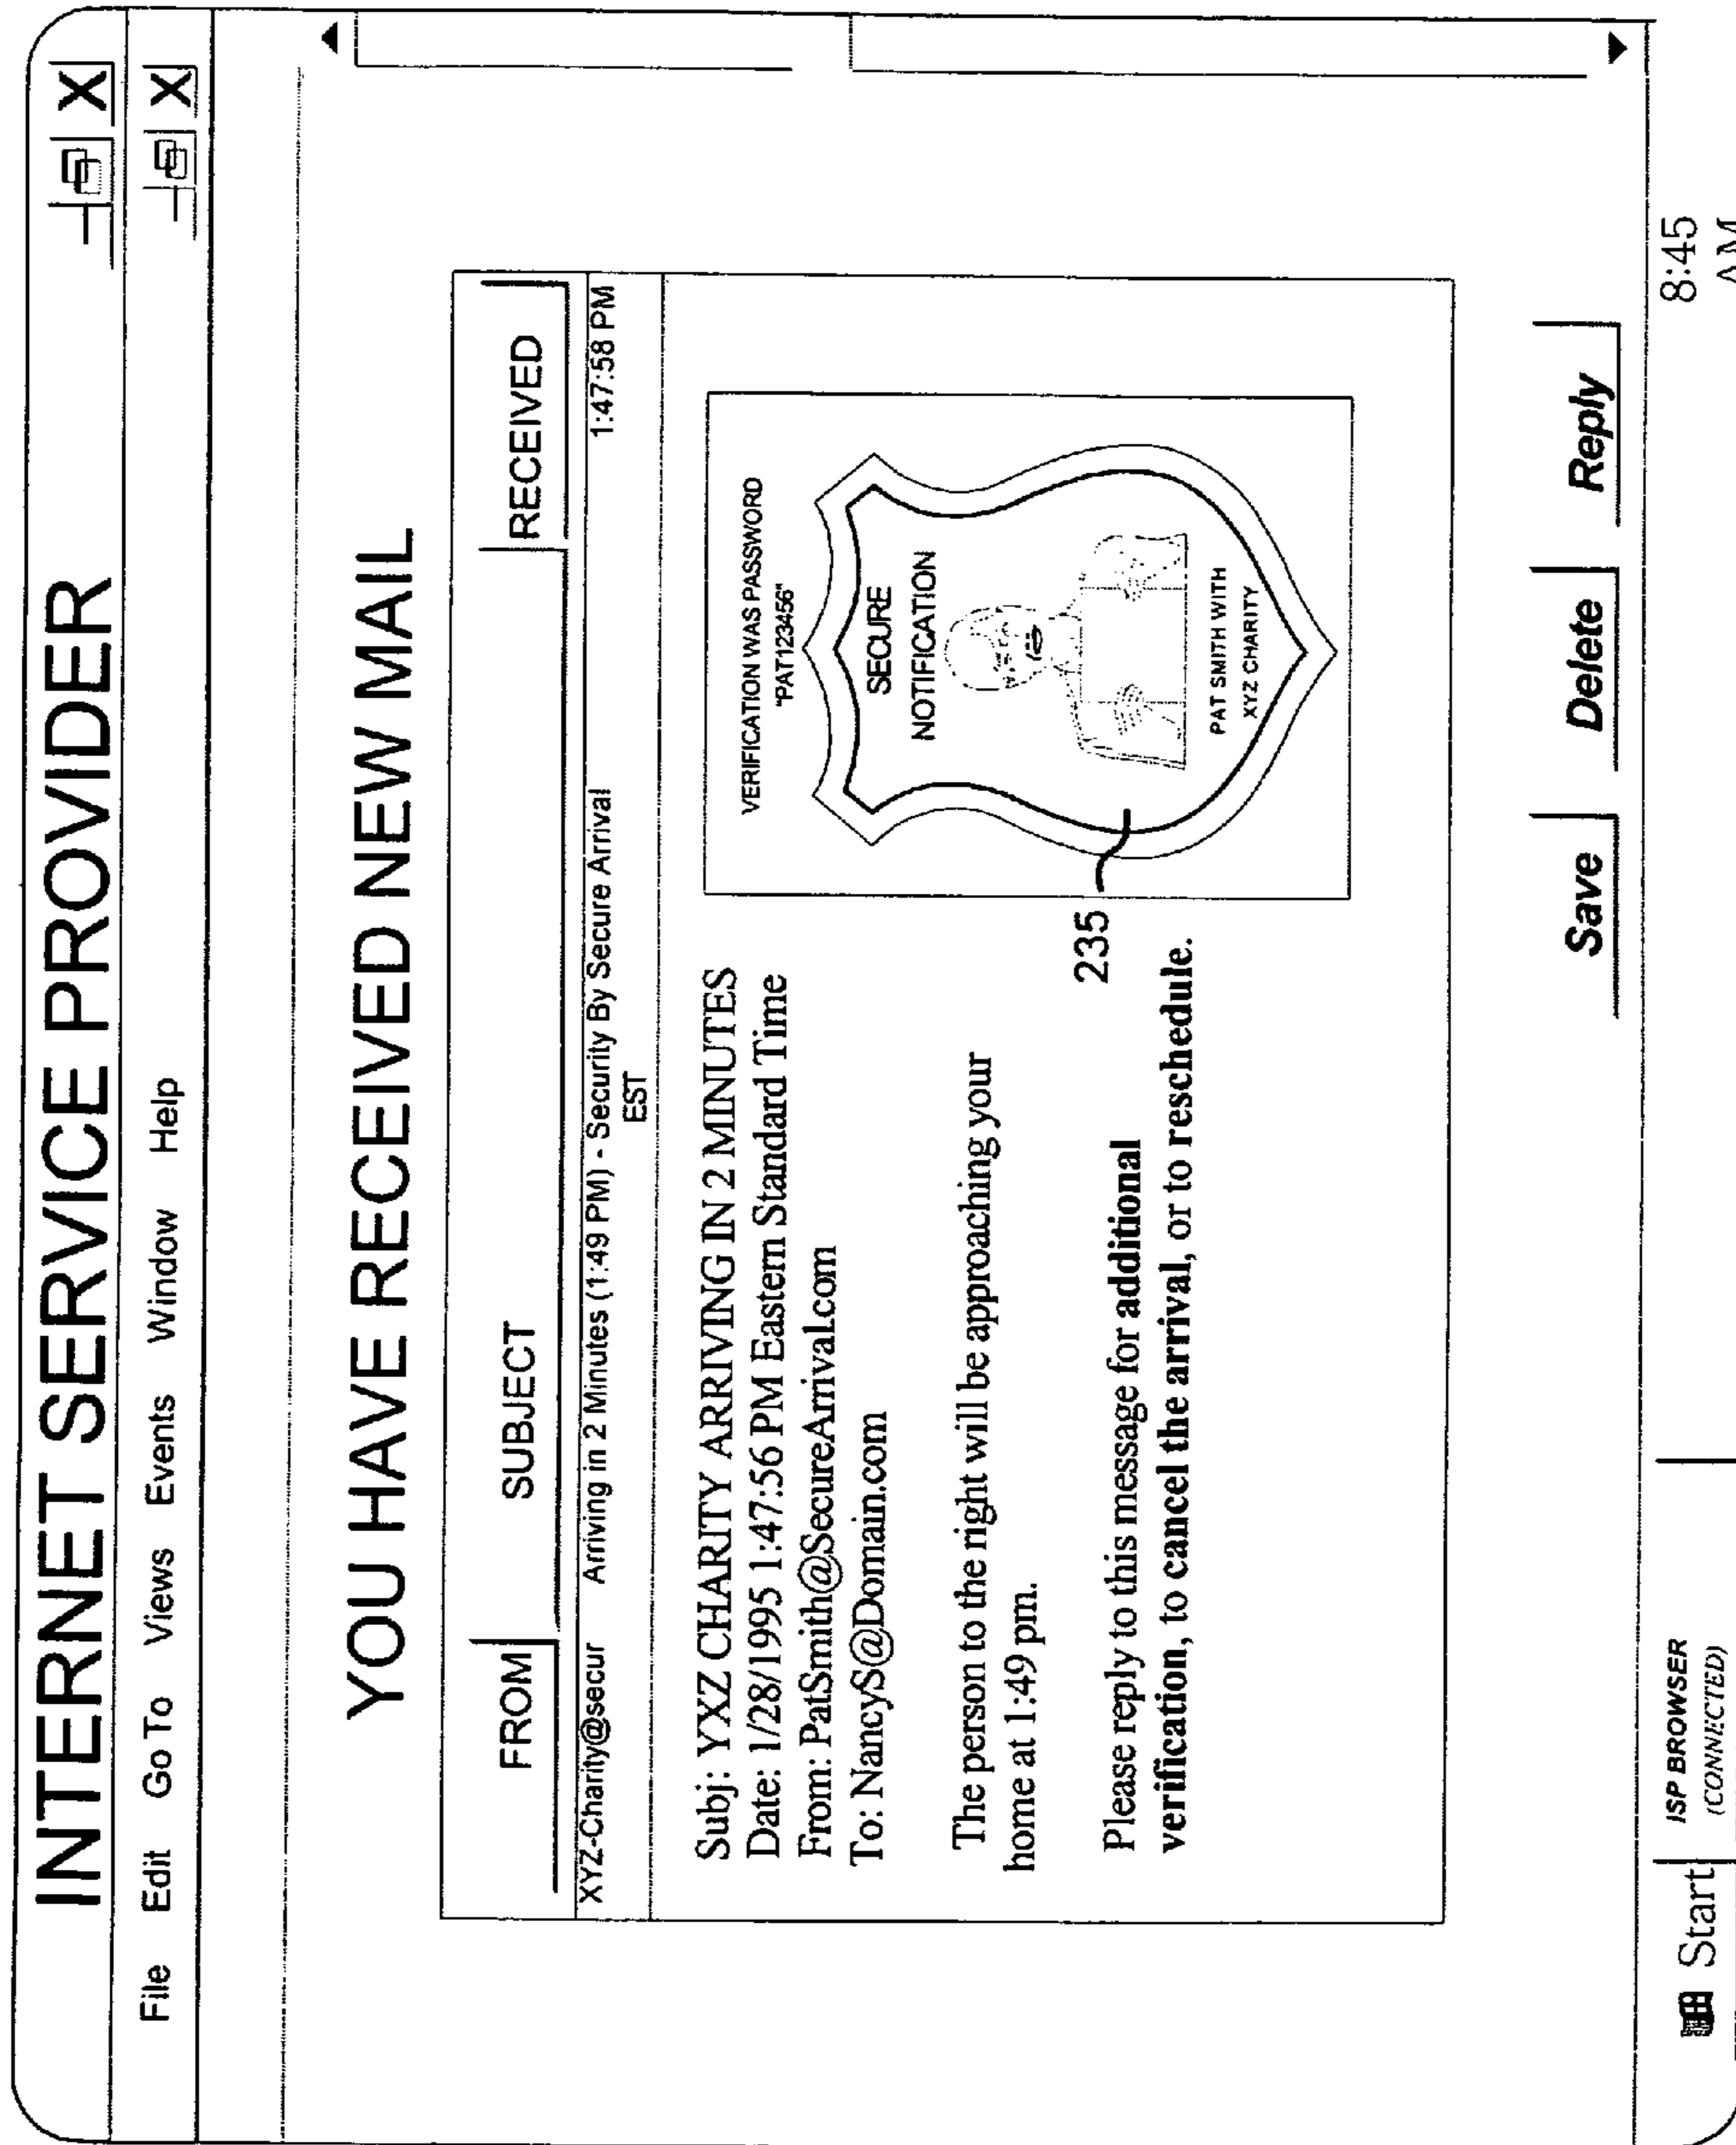 INTERNET SERVICE PROVIDER
X
File Edit Go To Views Events Window Help
X
YOU HAVE RECEIVED NEW MAIL
FROM SUBJECT RECEIVED
XYZ-Charity@secur Arriving in 2 Minutes (1:49 PM) - Security By Secure Arrival 1:47:58 PM
EST
Subj: YXZ CHARITY ARRIVING IN 2 MINUTES
Date: 1/28/1995 1:47:56 PM Eastern Standard Time
From: PatSmith@SecureArrival.com
To: NancyS@Domain.com
The person to the right will be approaching your
home at 1:49 pm.
Please reply to this message for additional
verification, to cancel the arrival, or to reschedule.
VERIFICATION WAS PASSWORD
"PAT123456"
SECURE
NOTIFICATION
PAT SMITH WITH
XYZ CHARITY
235
Save Delete Reply
Start ISP BROWSER
(CONNECTED)
8:45
AM